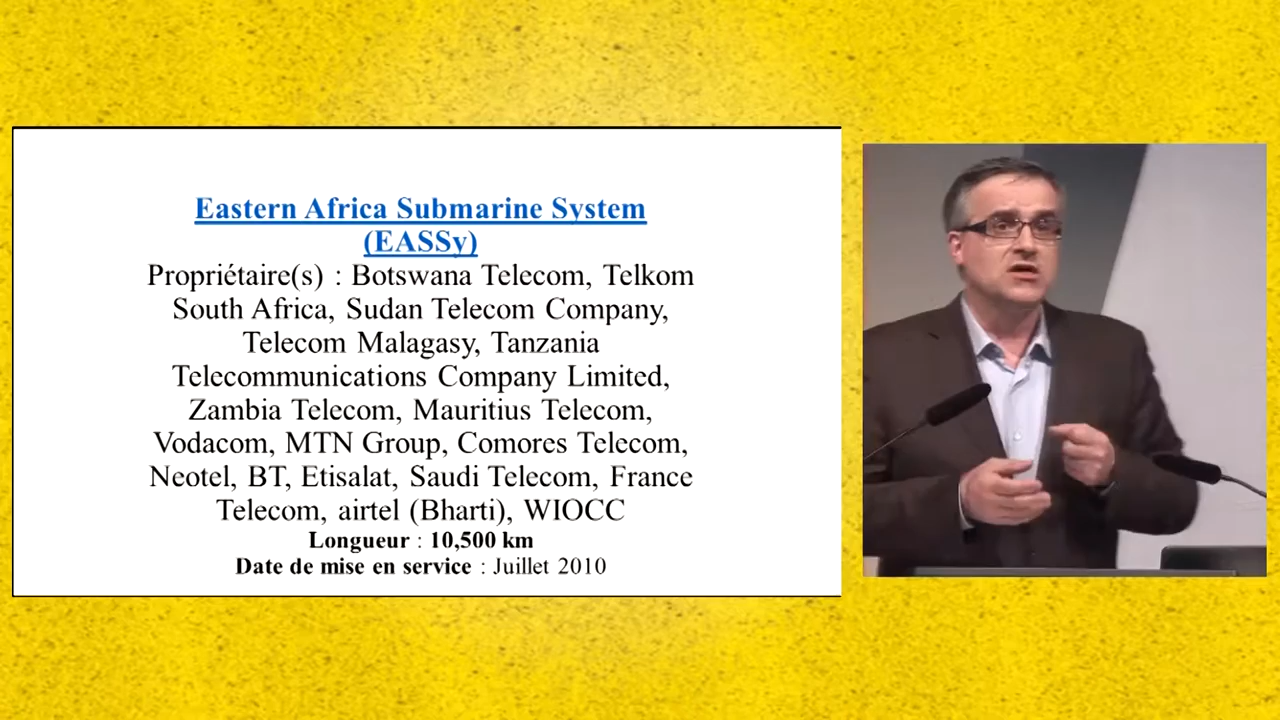 Eastern Africa Submarine System
(EASSy)
Propriétaire(s) : Botswana Telecom, Telkom
South Africa, Sudan Telecom Company,
Telecom Malagasy, Tanzania
Telecommunications Company Limited,
Zambia Telecom, Mauritius Telecom,
Vodacom, MTN Group, Comores Telecom,
Neotel, BT, Etisalat, Saudi Telecom, France
Telecom, airtel (Bharti), WIOCC
Longueur : 10,500 km
Date de mise en service : Juillet 2010